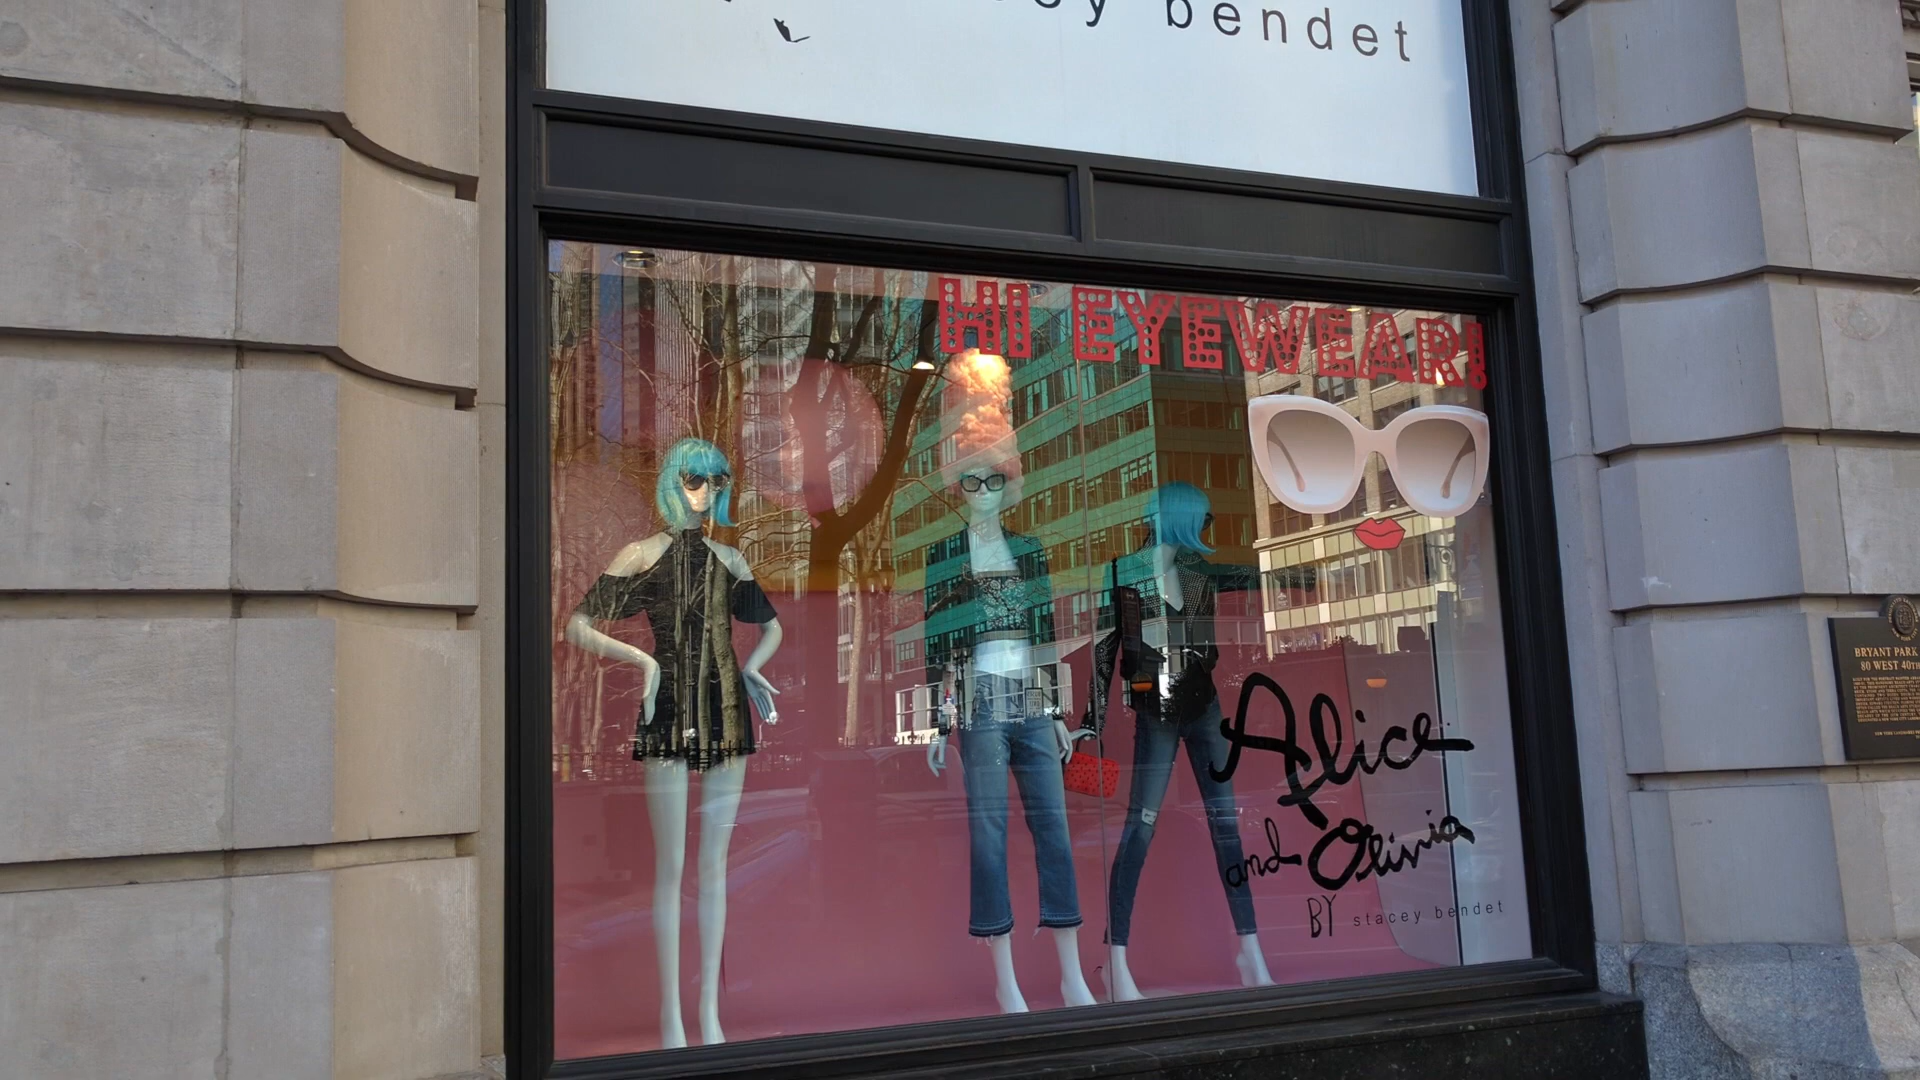 bendet
HI EYEWEAR!
Alice
and Olivia
BY stacey bendet
BRYANT PARK
80 WEST 40TH